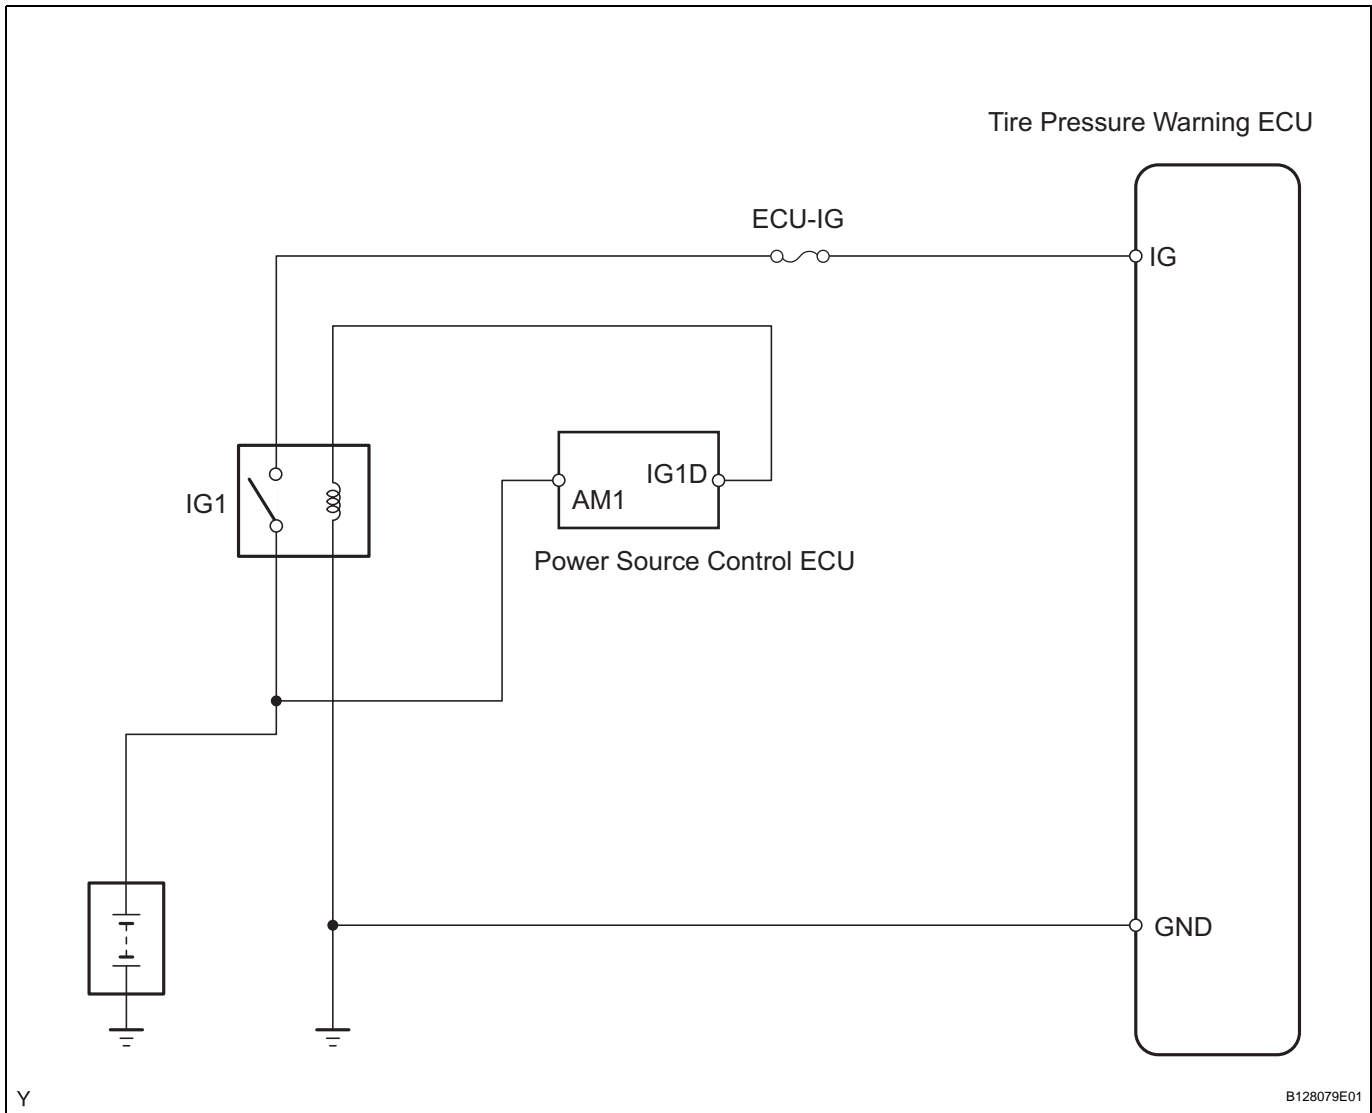 Tire Pressure Warning ECU
ECU-IG
IG
IG1
IG1D
AM1
Power Source Control ECU
GND
Y
B128079E01